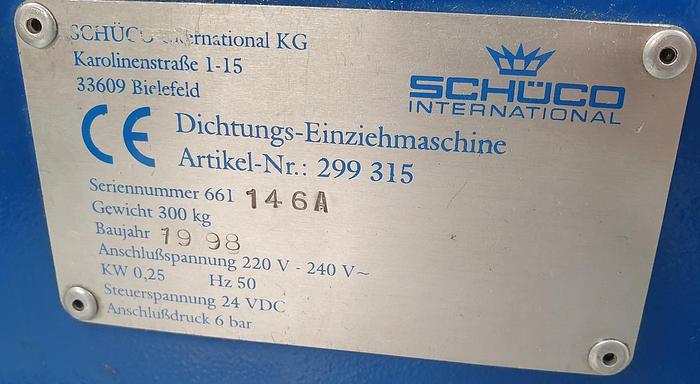 SCHÜCO International KG
Karolinenstraße 1-15
33609 Bielefeld
SCHÜCO
INTERNATIONAL
CE
Dichtungs-Einziehmaschine
Artikel-Nr.: 299 315
Seriennummer 661 146A
Gewicht 300 kg
Baujahr 1998
Anschlußspannung 220 V - 240 V~
KW 0,25 Hz 50
Steuerspannung 24 VDC
Anschlußdruck 6 bar